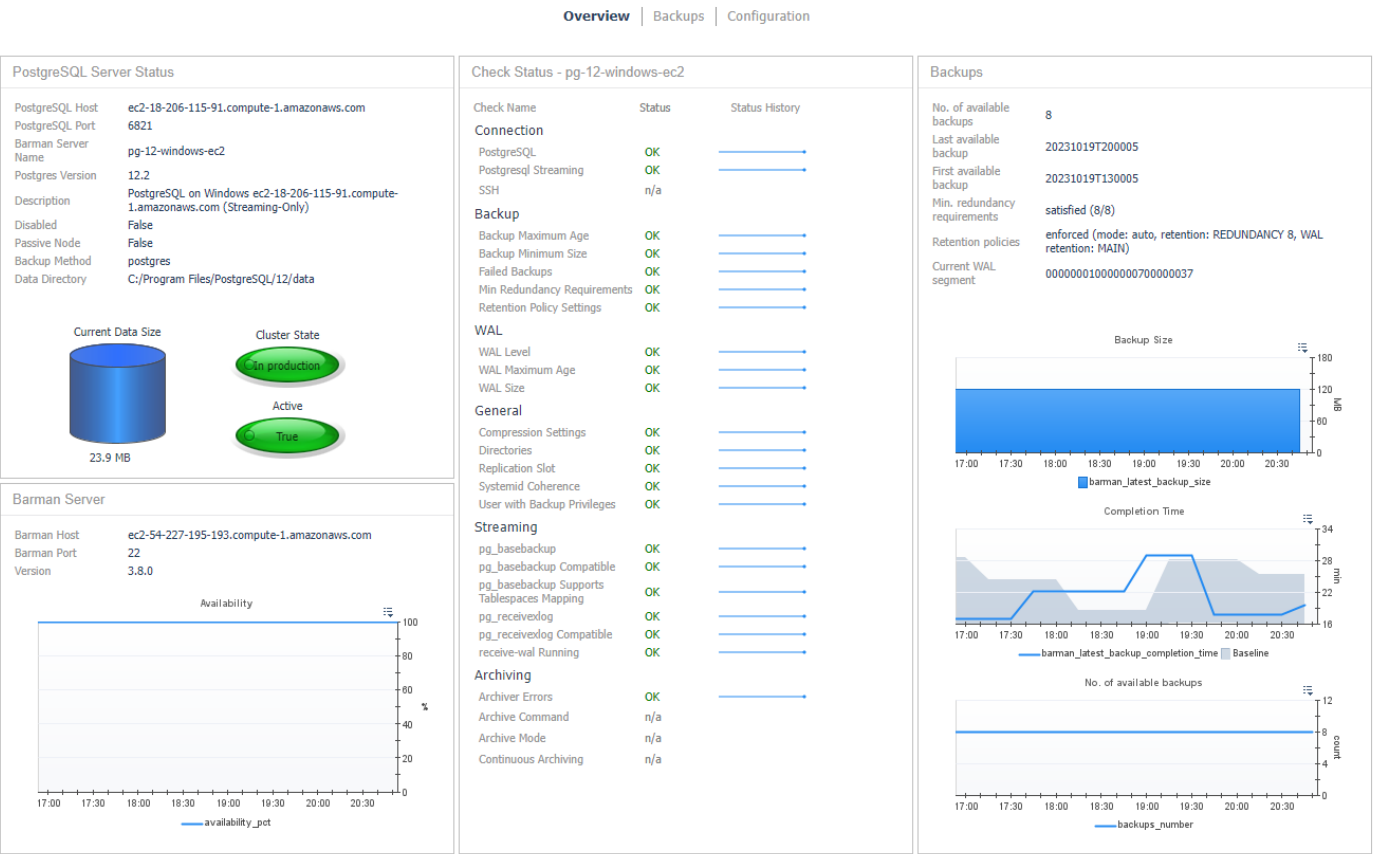 Overview
Backups
Configuration
PostgreSQL Server Status
PostgreSQL Host ec2-18-206-115-91.compute-1.amazonaws.com
PostgreSQL Port 6821
Barman Server
Name
pg-12-windows-ec2
Postgres Version 12.2
Description
PostgreSQL on Windows ec2-18-206-115-91.compute-
1.amazonaws.com (Streaming-Only)
Disabled False
Passive Node False
Backup Method postgres
Data Directory C:/Program Files/PostgreSQL/12/data
Current Data Size
23.9 MB
Cluster State
In production
Active
True
Barman Server
Barman Host ec2-54-227-195-193.compute-1.amazonaws.com
Barman Port 22
Version 3.8.0
Availability
100
80
60
40
20
0
%
17:00 17:30 18:00 18:30 19:00 19:30 20:00 20:30
availability_pct
Check Status - pg-12-windows-ec2
Check Name Status Status History
Connection
PostgreSQL OK
Postgresql Streaming OK
SSH n/a
Backup
Backup Maximum Age OK
Backup Minimum Size OK
Failed Backups OK
Min Redundancy Requirements OK
Retention Policy Settings OK
WAL
WAL Level OK
WAL Maximum Age OK
WAL Size OK
General
Compression Settings OK
Directories OK
Replication Slot OK
Systemid Coherence OK
User with Backup Privileges OK
Streaming
pg_basebackup OK
pg_basebackup Compatible OK
pg_basebackup Supports
Tablespaces Mapping
OK
pg_receivexlog OK
pg_receivexlog Compatible OK
receive-wal Running OK
Archiving
Archiver Errors OK
Archive Command n/a
Archive Mode n/a
Continuous Archiving n/a
Backups
No. of available
backups
8
Last available
backup
20231019T200005
First available
backup
20231019T130005
Min. redundancy
requirements
satisfied (8/8)
Retention policies
enforced (mode: auto, retention: REDUNDANCY 8, WAL
retention: MAIN)
Current WAL
segment
000000010000000700000037
Backup Size
180
120
60
0
MB
17:00 17:30 18:00 18:30 19:00 19:30 20:00 20:30
barman_latest_backup_size
Completion Time
34
28
22
16
min
17:00 17:30 18:00 18:30 19:00 19:30 20:00 20:30
barman_latest_backup_completion_time Baseline
No. of available backups
12
8
4
0
count
17:00 17:30 18:00 18:30 19:00 19:30 20:00 20:30
backups_number